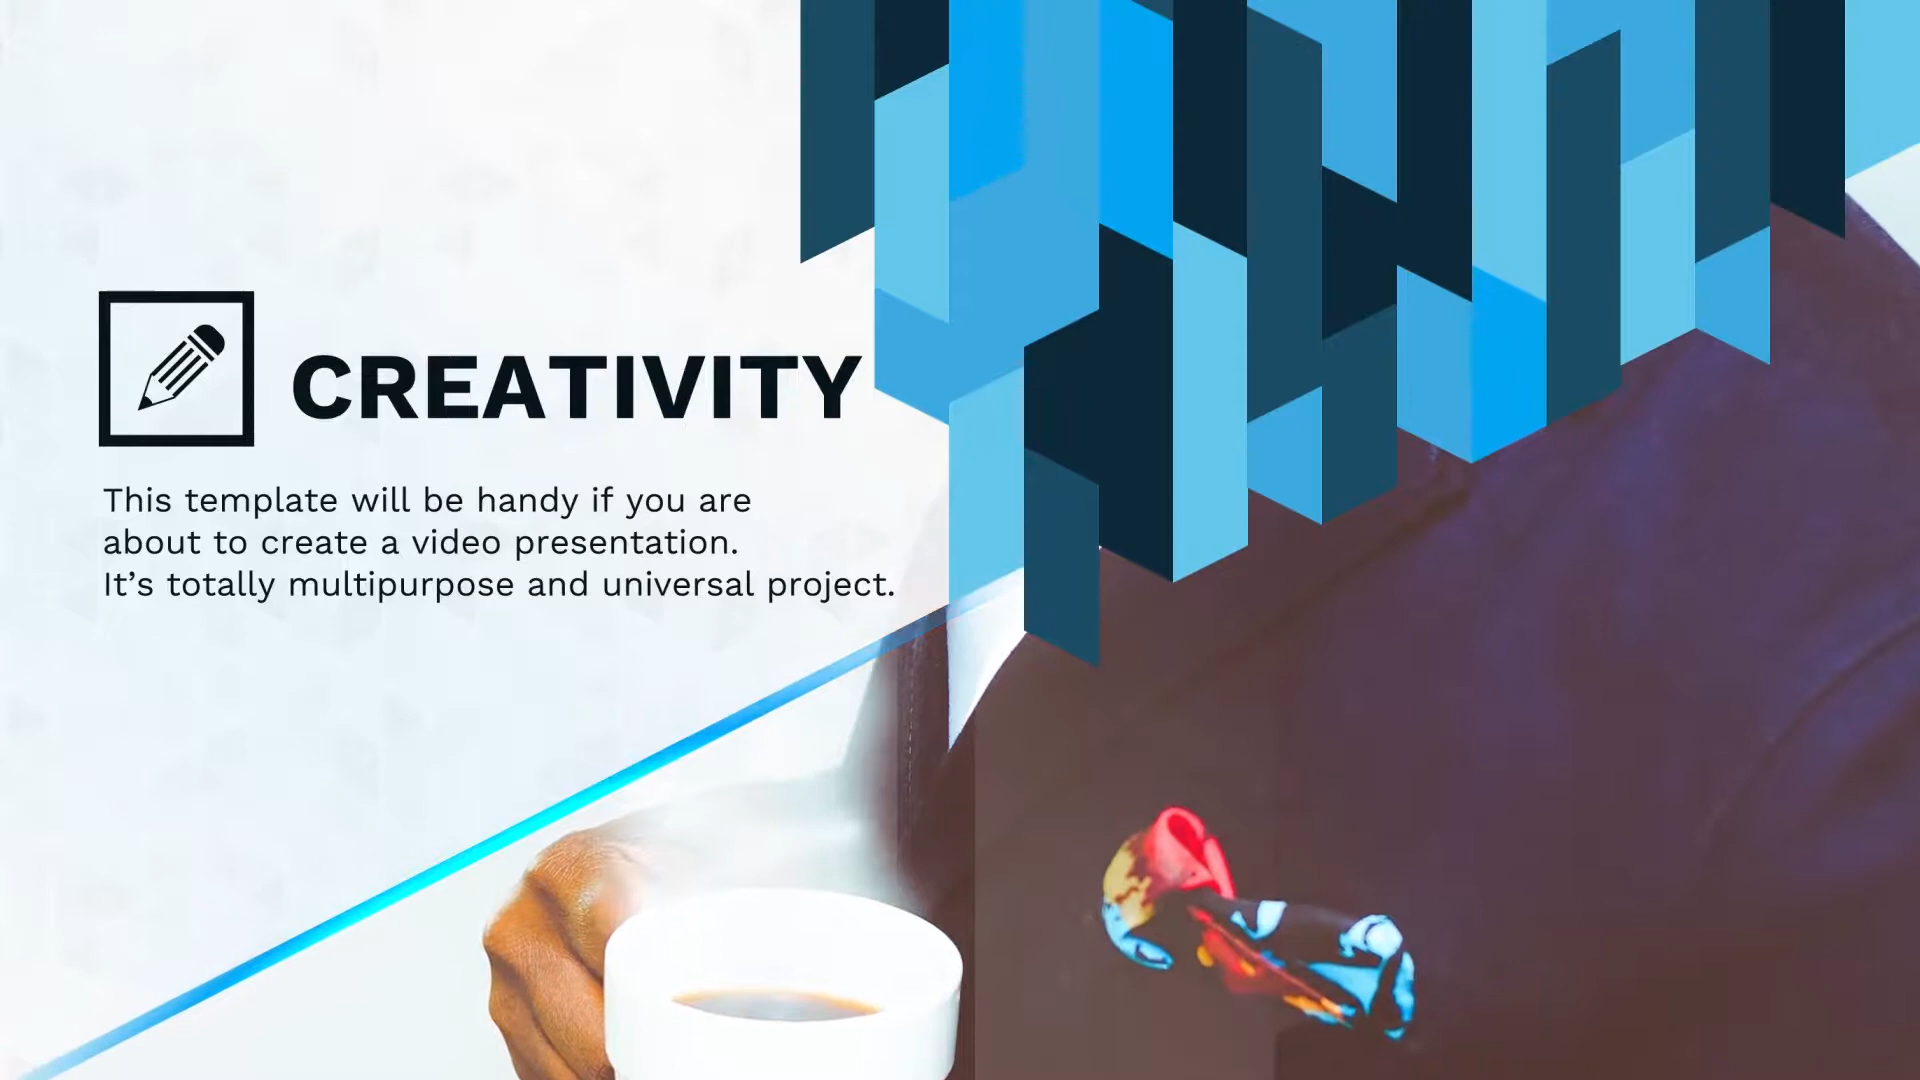 CREATIVITY
This template will be handy if you are
about to create a video presentation.
It’s totally multipurpose and universal project.